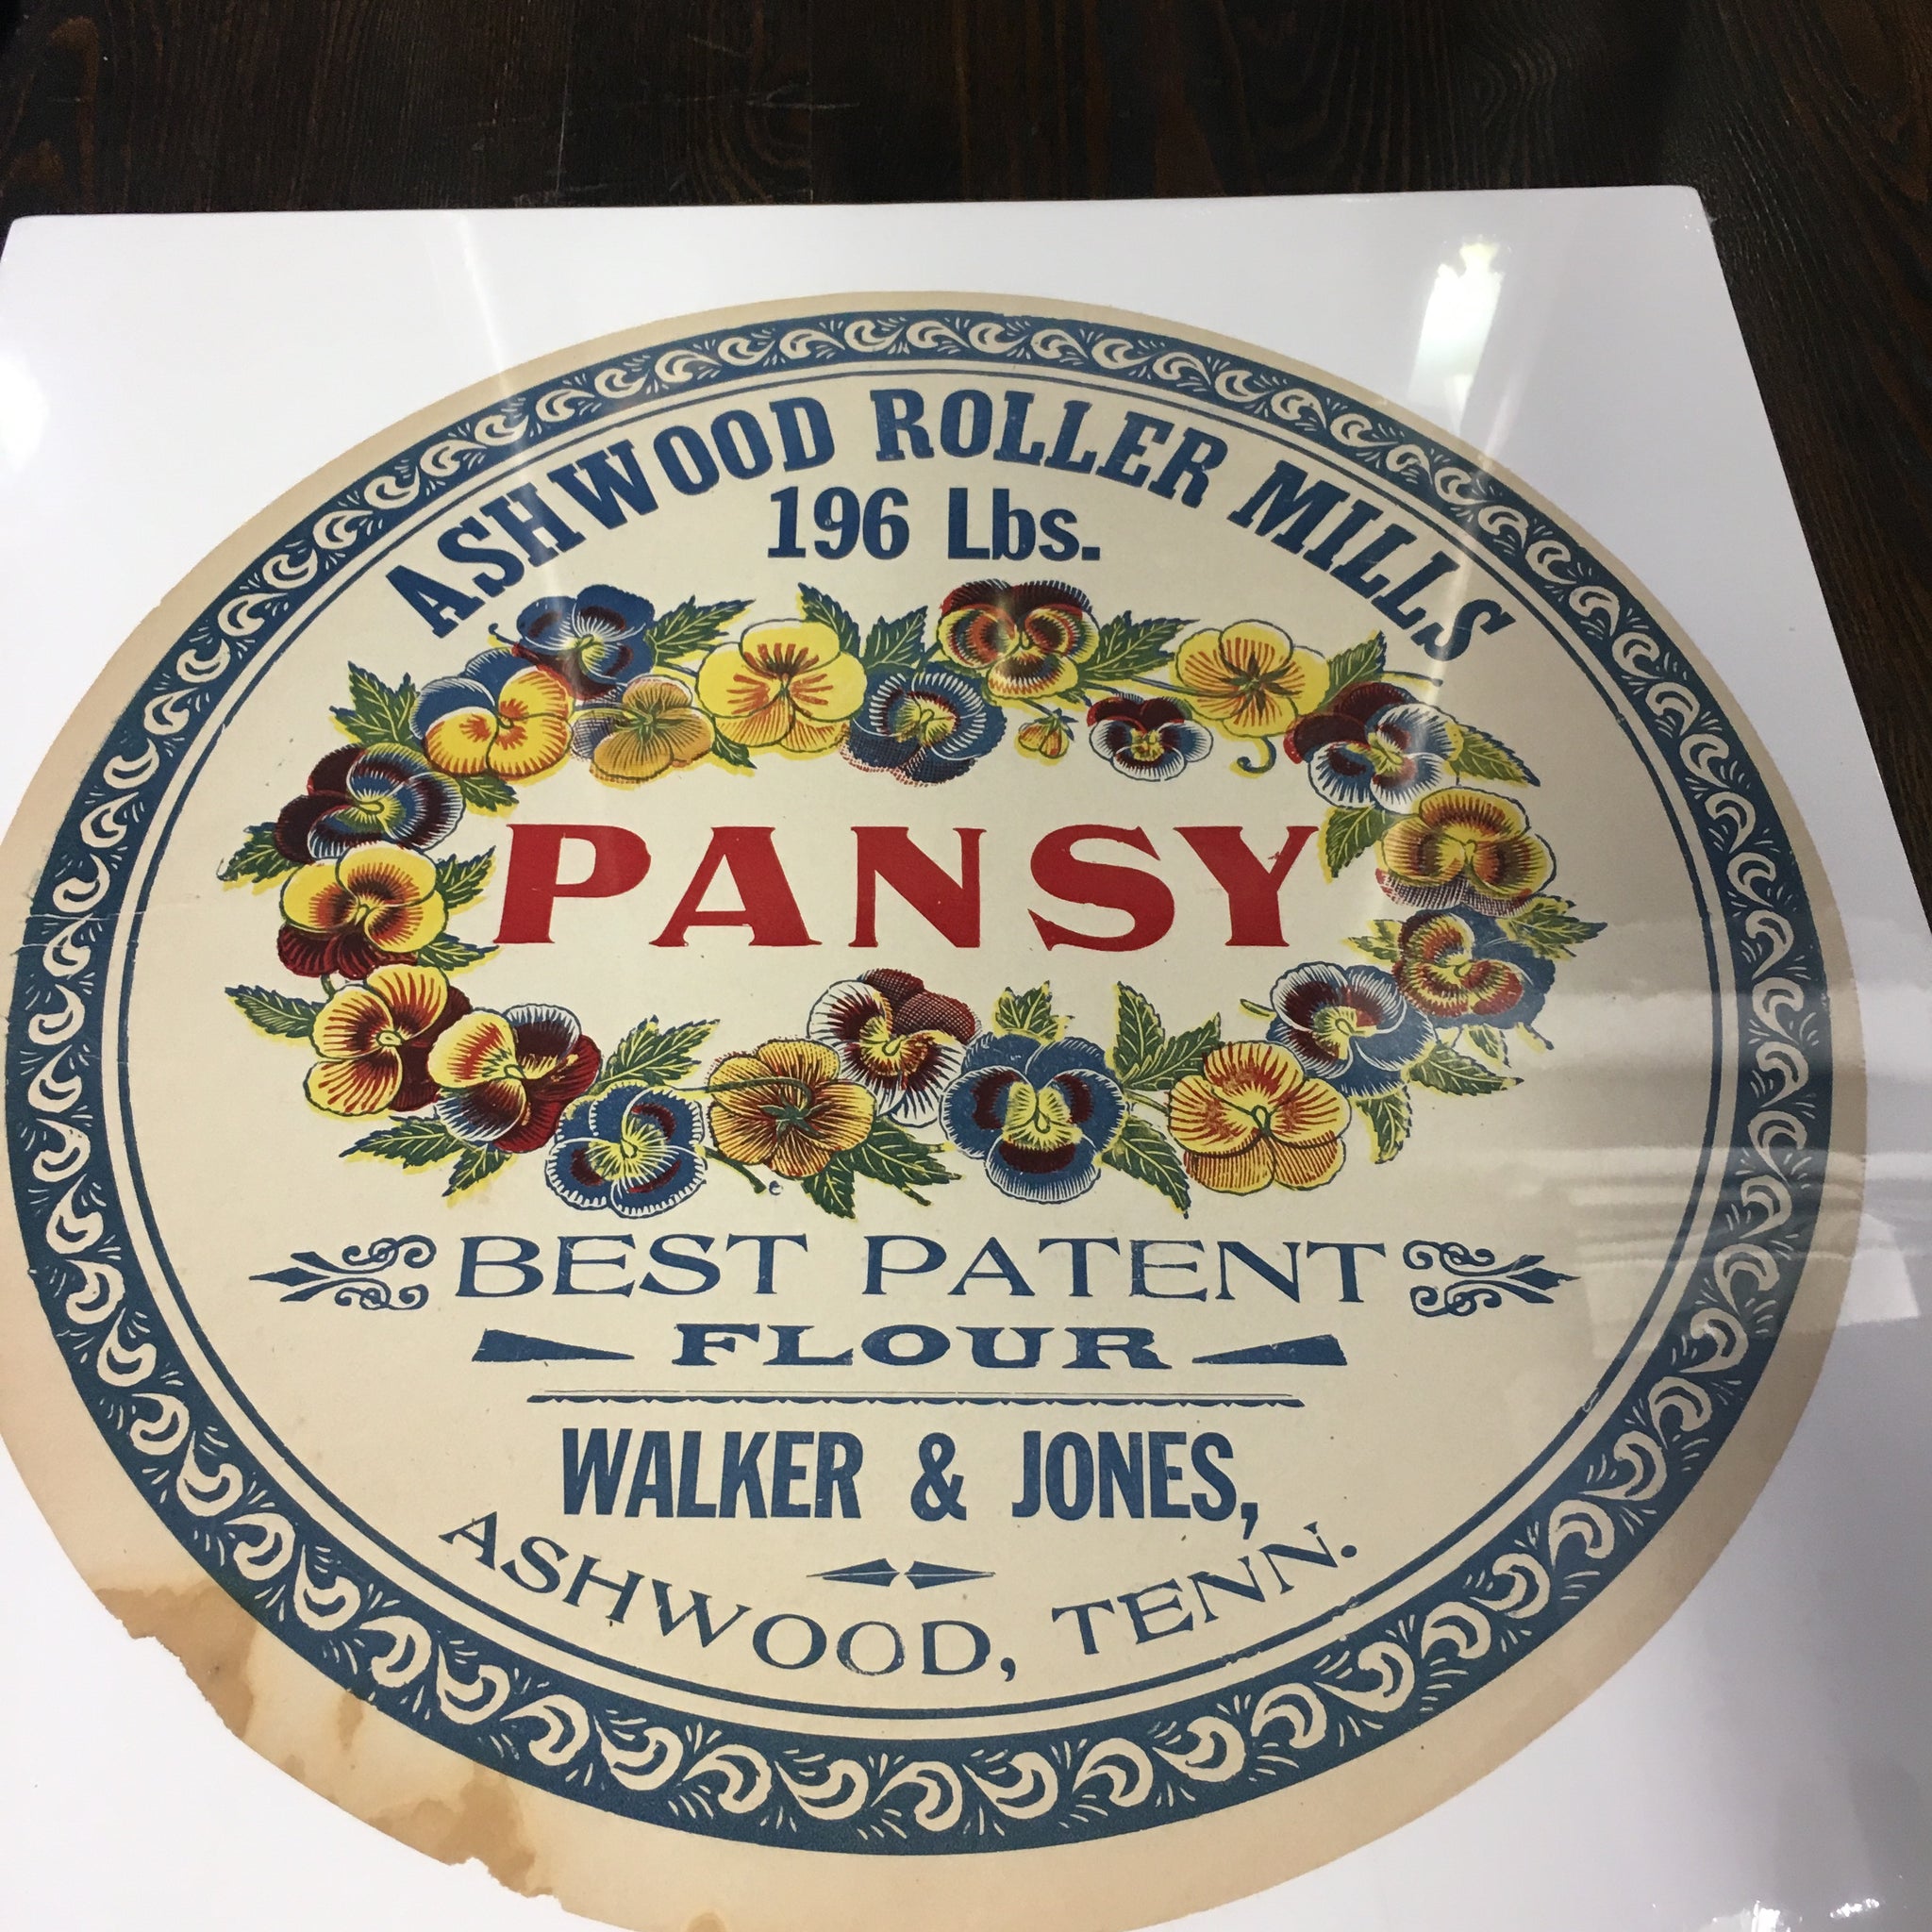 ASHWOOD ROLLER MILLS
196 Lbs.
PANSY
BEST PATENT
FLOUR
WALKER & JONES,
ASHWOOD, TENN.